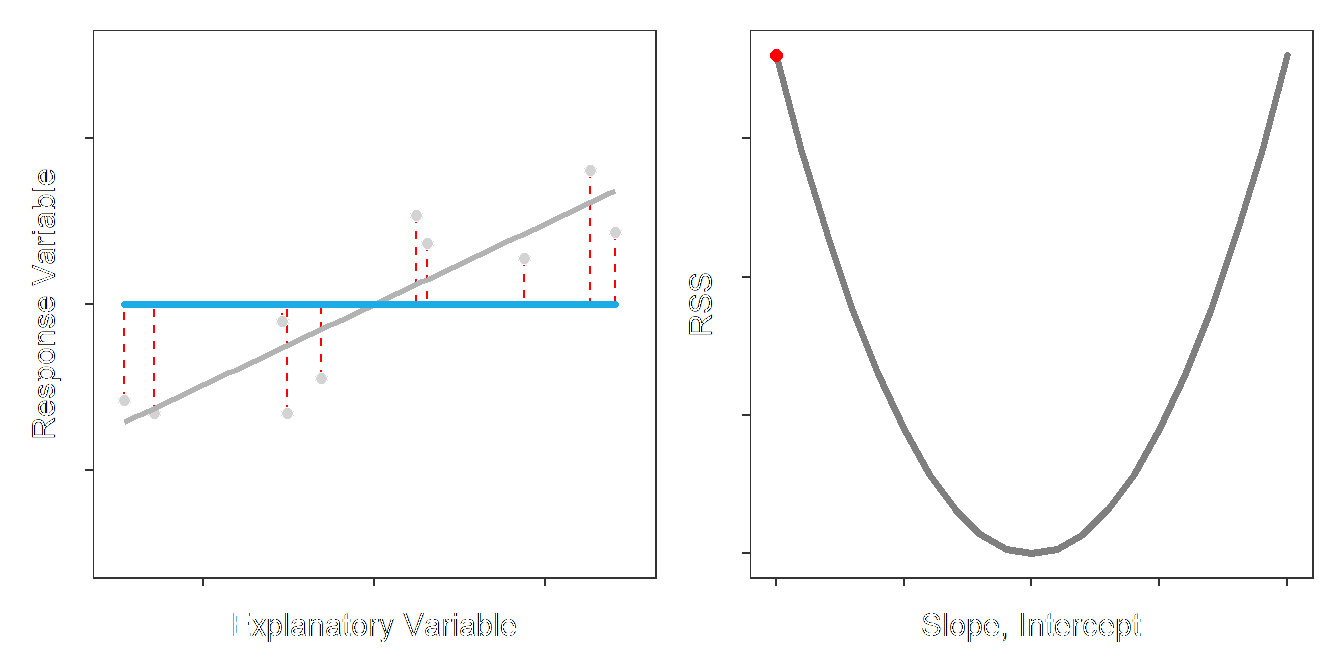 Response Variable
Explanatory Variable
RSS
Slope, Intercept